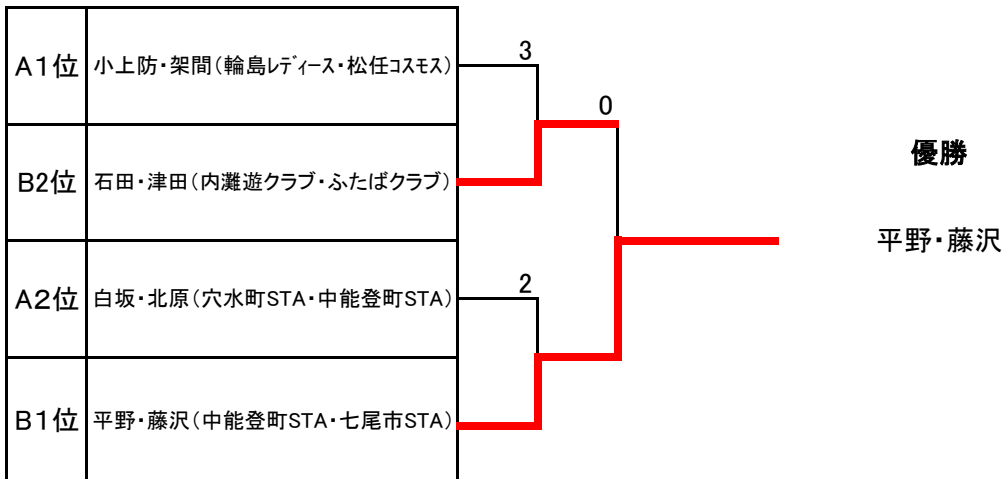 A1位 小上防・架間(輪島ﾚﾃﾞｨｰｽ・松任ｺｽﾓｽ)
3
0
優勝
B2位 石田・津田(内灘遊クラブ・ふたばクラブ)
平野・藤沢
A2位 白坂・北原(穴水町STA・中能登町STA)
2
B1位 平野・藤沢(中能登町STA・七尾市STA)